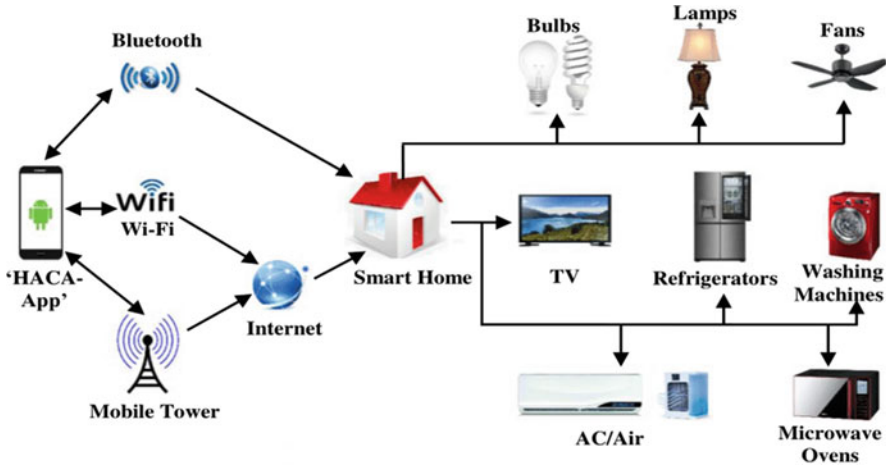 Bluetooth
Bulbs
Lamps
Fans
Wifi
Wi-Fi
'HACA-
App'
Internet
Mobile Tower
Smart Home
TV
Refrigerators
Washing
Machines
AC/Air
Microwave
Ovens